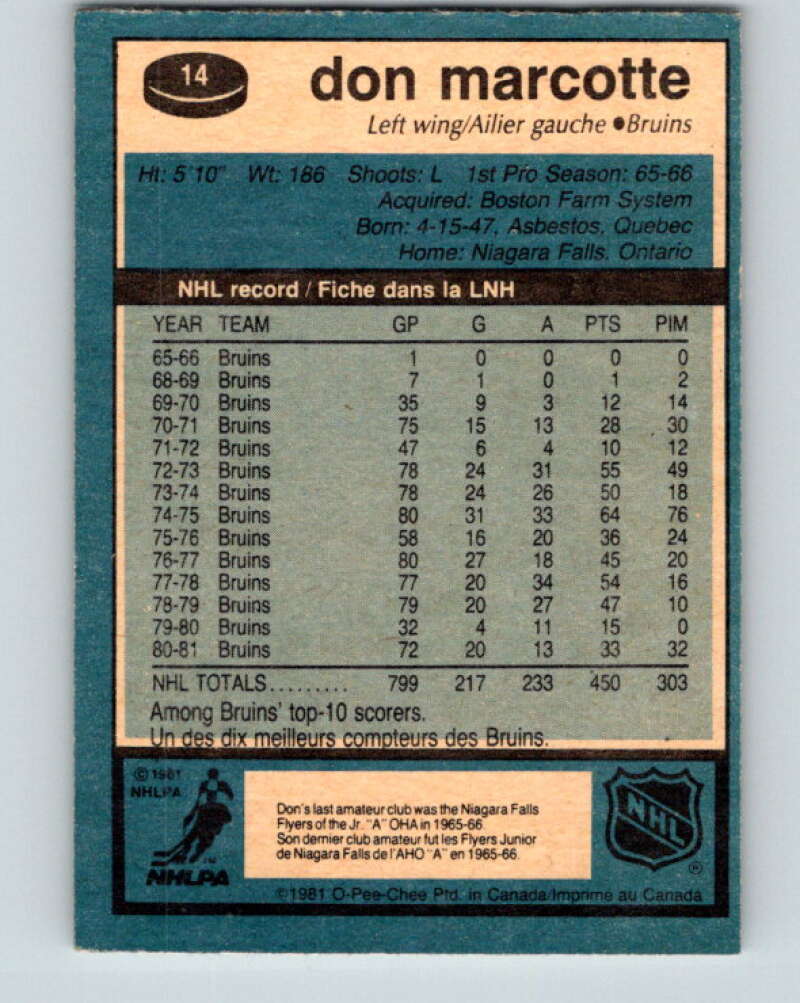 14
don marcotte
Left wing/Ailier gauche ●Bruins
Ht: 5'10" Wt: 186 Shoots: L 1st Pro Season: 65-66
Acquired: Boston Farm System
Born: 4-15-47, Asbestos, Quebec
Home: Niagara Falls, Ontario
NHL record / Fiche dans la LNH
YEAR TEAM GP G A PTS PIM
65-66 Bruins 1 0 0 0 0
68-69 Bruins 7 1 0 1 2
69-70 Bruins 35 9 3 12 14
70-71 Bruins 75 15 13 28 30
71-72 Bruins 47 6 4 10 12
72-73 Bruins 78 24 31 55 49
73-74 Bruins 78 24 26 50 18
74-75 Bruins 80 31 33 64 76
75-76 Bruins 58 16 20 36 24
76-77 Bruins 80 27 18 45 20
77-78 Bruins 77 20 34 54 16
78-79 Bruins 79 20 27 47 10
79-80 Bruins 32 4 11 15 0
80-81 Bruins 72 20 13 33 32
NHL TOTALS......... 799 217 233 450 303
Among Bruins' top-10 scorers.
Un des dix meilleurs compteurs des Bruins.
© 1981
NHLPA
NHLPA
Don's last amateur club was the Niagara Falls
Flyers of the Jr. "A" OHA in 1965-66.
Son dernier club amateur fut les Flyers Junior
de Niagara Falls de l'AHO "A" en 1965-66.
NHL
®
©1981 O-Pee-Chee Ptd. in Canada/Imprimé au Canada